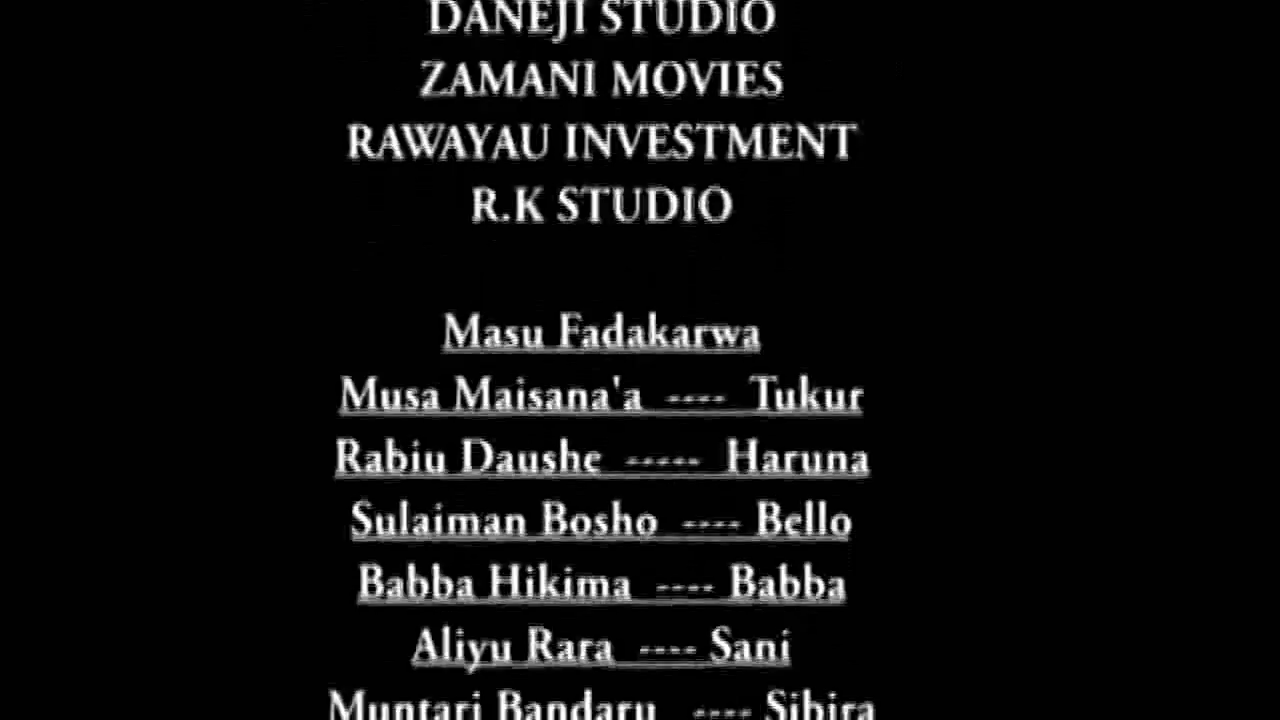 DANEJI STUDIO
ZAMANI MOVIES
RAWAYAU INVESTMENT
R.K STUDIO
Masu Fadakarwa
Musa Maisana'a ---- Tukur
Rabiu Daushe ----- Haruna
Sulaiman Bosho ---- Bello
Babba Hikima ---- Babba
Aliyu Rara ---- Sani
Muntari Bandaru ---- Sibira